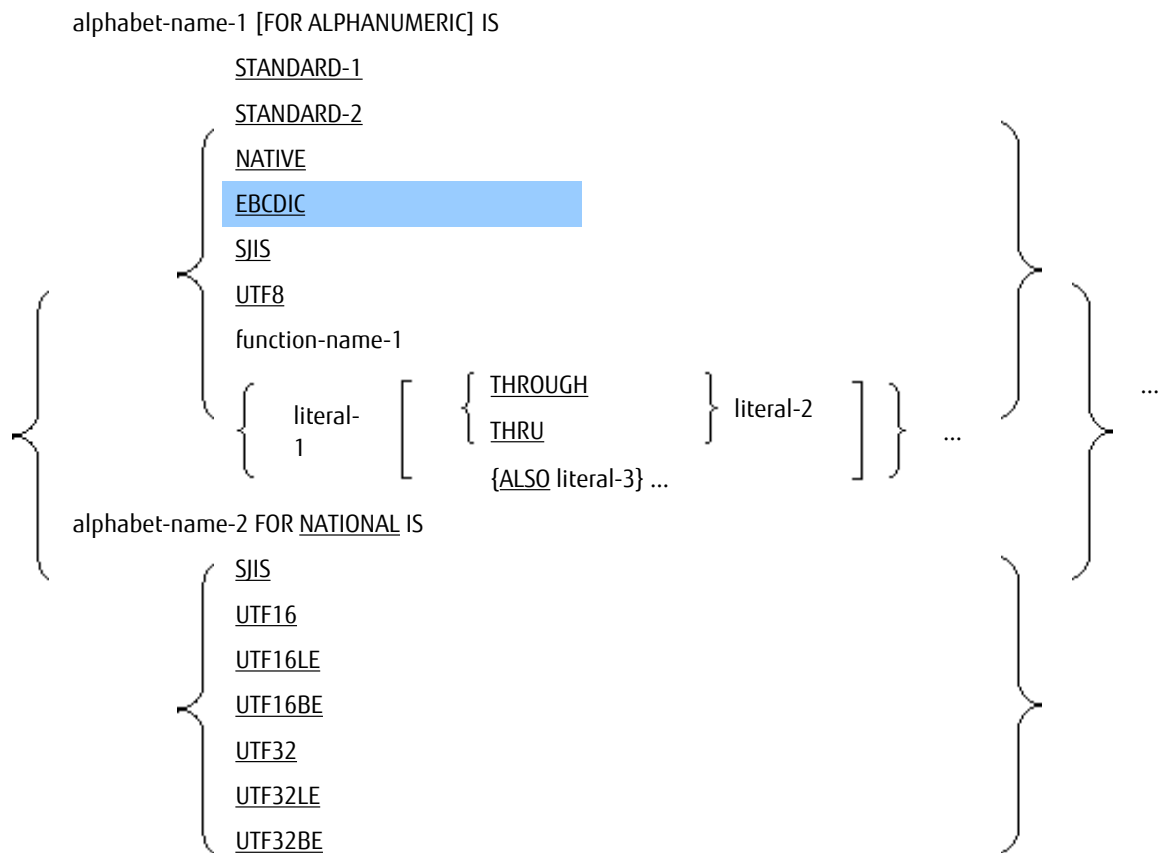 alphabet-name-1 [FOR ALPHANUMERIC] IS
STANDARD-1
STANDARD-2
NATIVE
EBCDIC
SJIS
UTF8
function-name-1
literal-
1
THROUGH
THRU
literal-2
{ALSO literal-3} ...
...
...
alphabet-name-2 FOR NATIONAL IS
SJIS
UTF16
UTF16LE
UTF16BE
UTF32
UTF32LE
UTF32BE